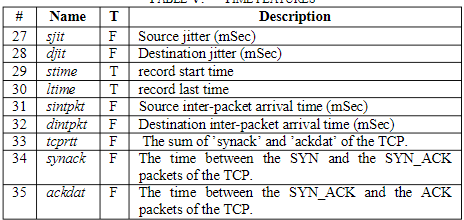 TABLE V. TIME FEATURES
# Name T Description
27 sjit F Source jitter (mSec)
28 djit F Destination jitter (mSec)
29 stime T record start time
30 ltime T record last time
31 sintpkt F Source inter-packet arrival time (mSec)
32 dintpkt F Destination inter-packet arrival time (mSec)
33 tcprtt F The sum of ’synack’ and ’ackdat’ of the TCP.
34 synack F The time between the SYN and the SYN_ACK
packets of the TCP.
35 ackdat F The time between the SYN_ACK and the ACK
packets of the TCP.